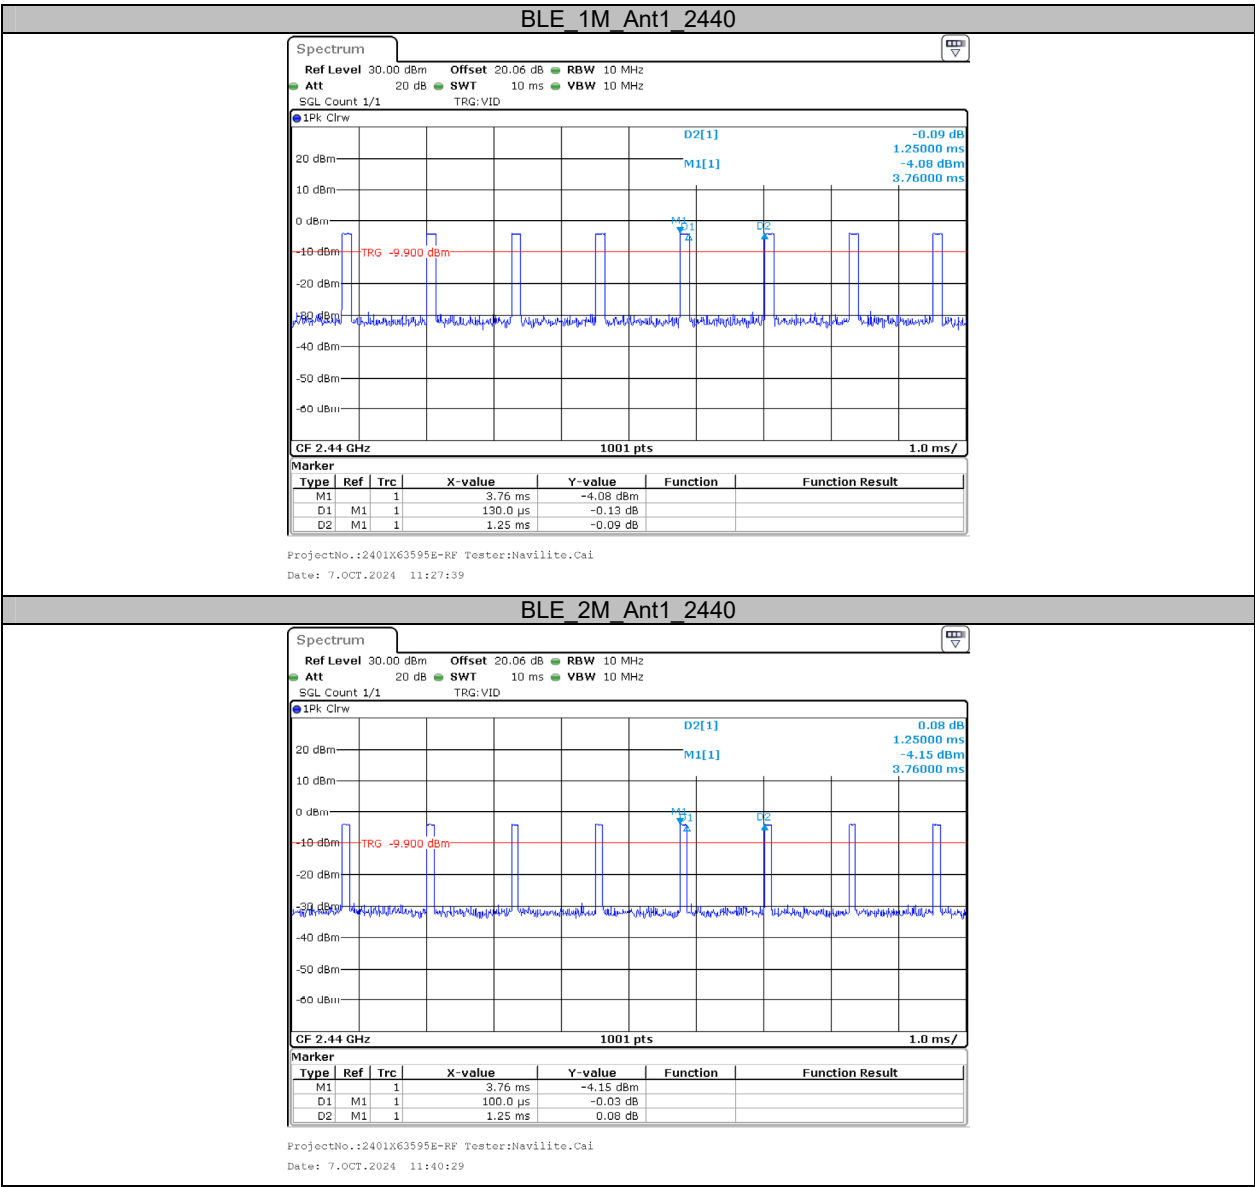 BLE_1M_Ant1_2440
Spectrum
Ref Level 30.00 dBm Offset 20.06 dB RBW 10 MHz
Att 20 dB SWT 10 ms VBW 10 MHz
SGL Count 1/1 TRG:VID
1Pk Clrw
D2[1] -0.09 dB
1.25000 ms
20 dBm M1[1] -4.08 dBm
3.76000 ms
10 dBm
0 dBm
M1 D1 D2
-10 dBm TRG -9.900 dBm
-20 dBm
-30 dBm
-40 dBm
-50 dBm
-60 dBm
CF 2.44 GHz 1001 pts 1.0 ms/
Marker
Type Ref Trc X-value Y-value Function Function Result
M1 1 3.76 ms -4.08 dBm
D1 M1 1 130.0 µs -0.13 dB
D2 M1 1 1.25 ms -0.09 dB
ProjectNo.:2401X63595E-RF Tester:Navilite.Cai
Date: 7.OCT.2024 11:27:39
BLE_2M_Ant1_2440
Spectrum
Ref Level 30.00 dBm Offset 20.06 dB RBW 10 MHz
Att 20 dB SWT 10 ms VBW 10 MHz
SGL Count 1/1 TRG:VID
1Pk Clrw
D2[1] 0.08 dB
1.25000 ms
20 dBm M1[1] -4.15 dBm
3.76000 ms
10 dBm
0 dBm
M1 D1 D2
-10 dBm TRG -9.900 dBm
-20 dBm
-30 dBm
-40 dBm
-50 dBm
-60 dBm
CF 2.44 GHz 1001 pts 1.0 ms/
Marker
Type Ref Trc X-value Y-value Function Function Result
M1 1 3.76 ms -4.15 dBm
D1 M1 1 100.0 µs -0.03 dB
D2 M1 1 1.25 ms 0.08 dB
ProjectNo.:2401X63595E-RF Tester:Navilite.Cai
Date: 7.OCT.2024 11:40:29